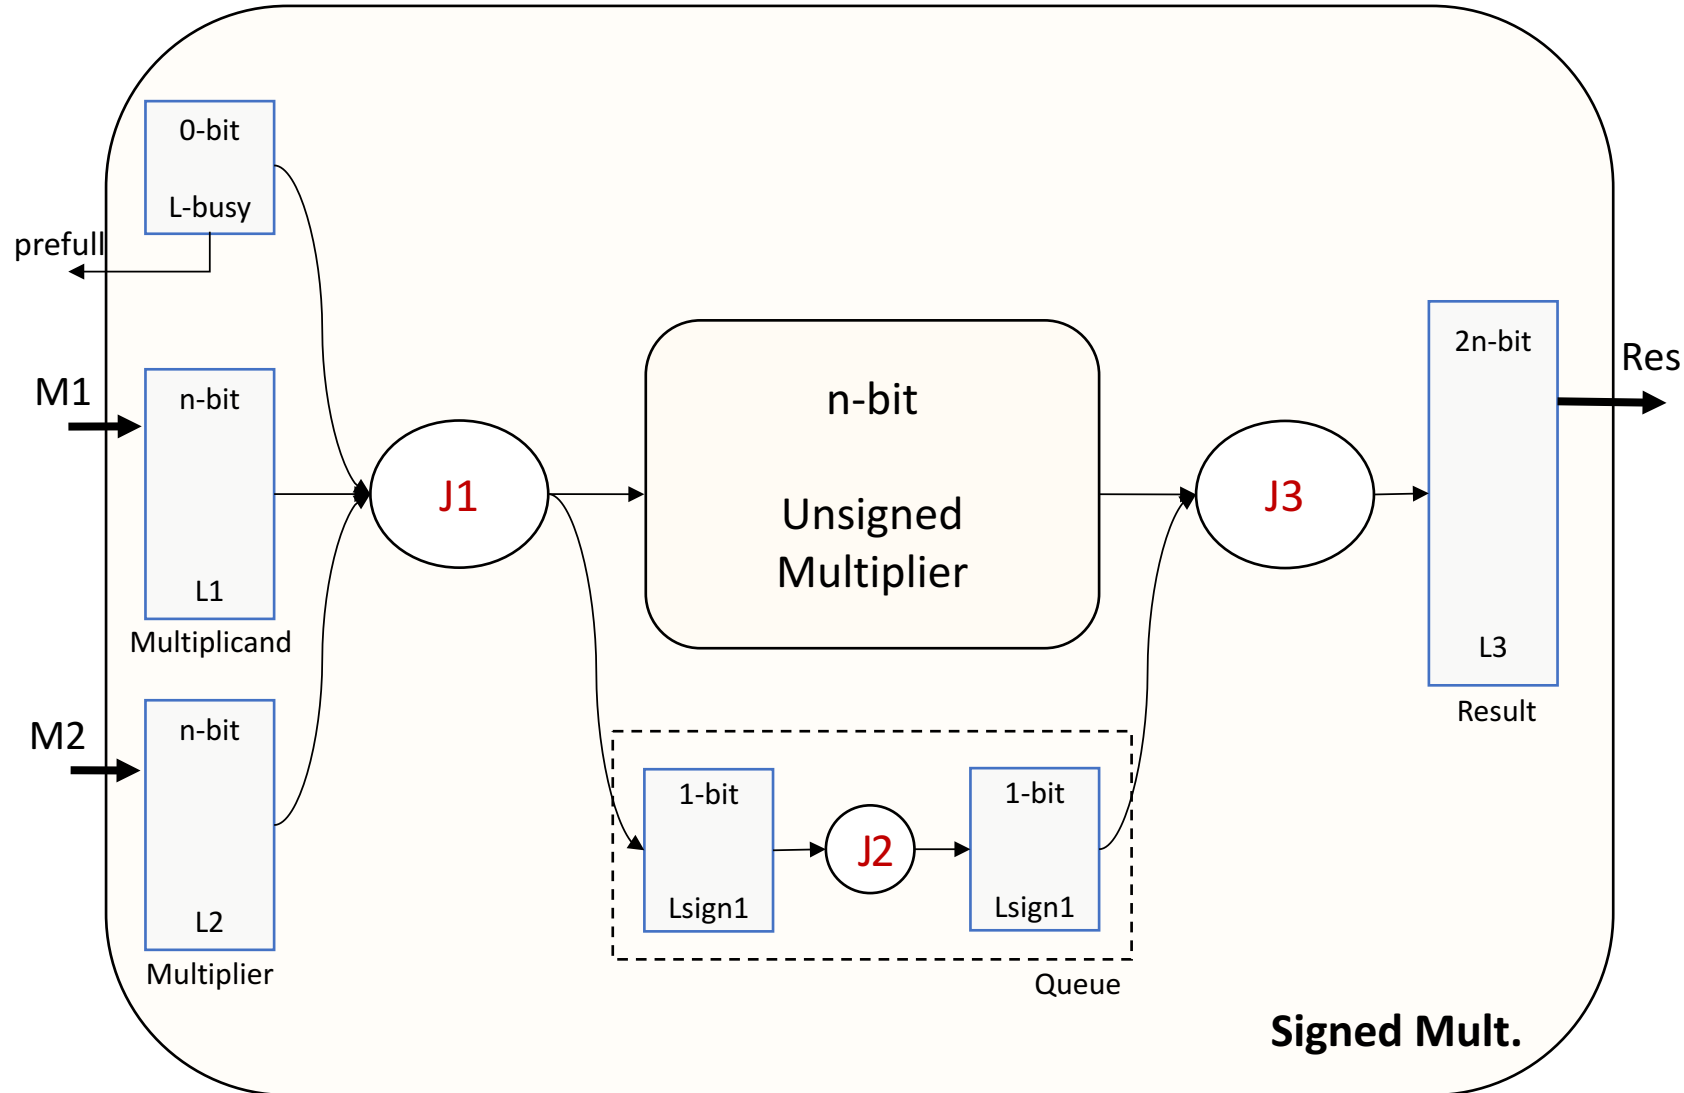 0-bit
L-busy
prefull
M1
n-bit
L1
Multiplicand
M2
n-bit
L2
Multiplier
J1
n-bit
Unsigned
Multiplier
1-bit
Lsign1
J2
1-bit
Lsign1
Queue
J3
2n-bit
L3
Result
Res
Signed Mult.